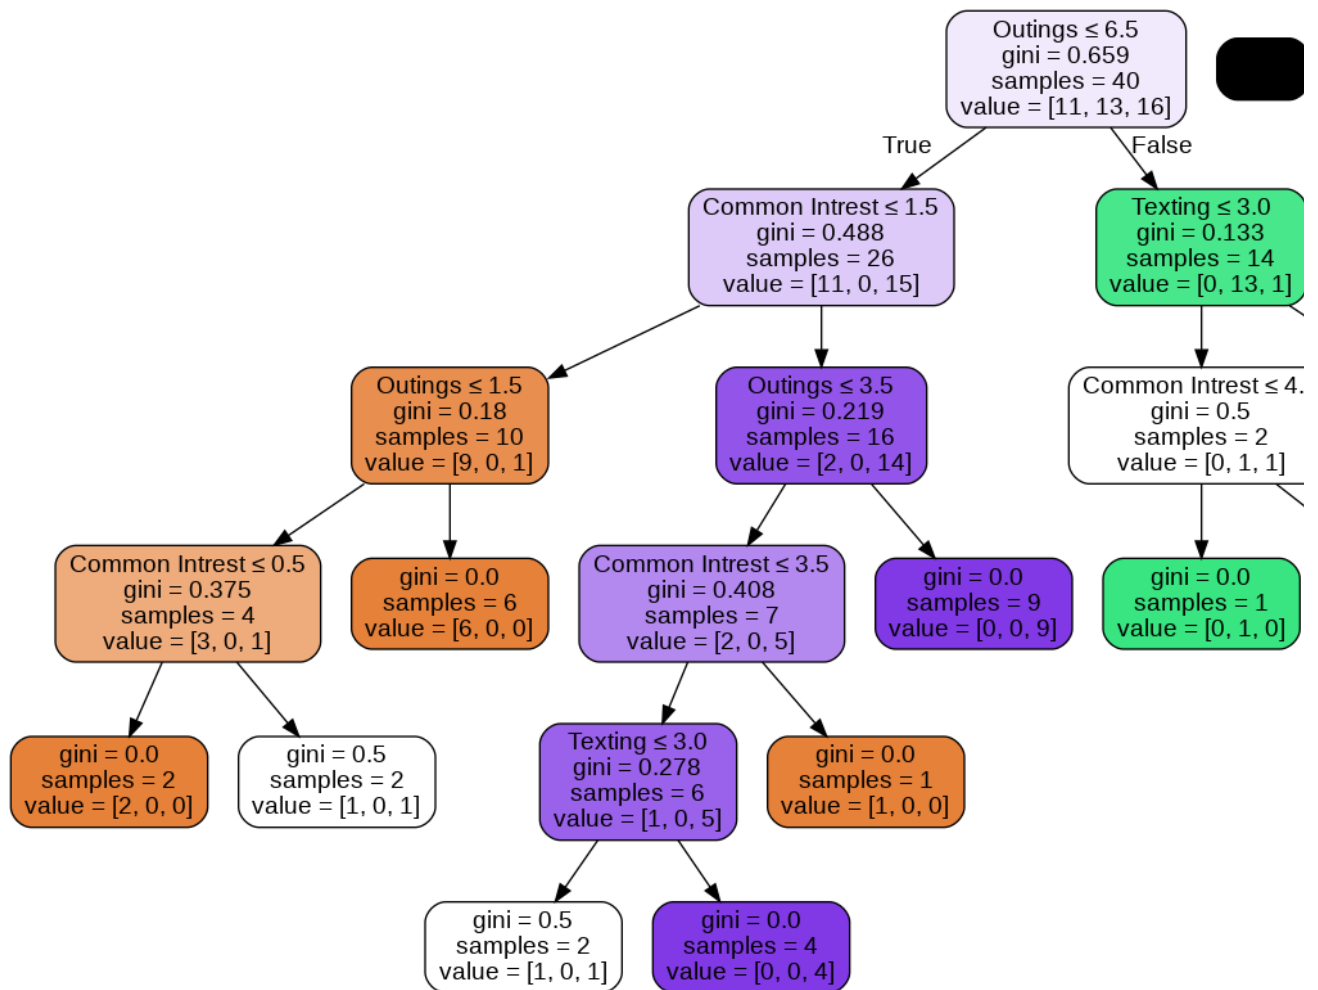 Outings ≤ 6.5
gini = 0.659
samples = 40
value = [11, 13, 16]
True
False
Common Intrest ≤ 1.5
gini = 0.488
samples = 26
value = [11, 0, 15]
Texting ≤ 3.0
gini = 0.133
samples = 14
value = [0, 13, 1]
Outings ≤ 1.5
gini = 0.18
samples = 10
value = [9, 0, 1]
Outings ≤ 3.5
gini = 0.219
samples = 16
value = [2, 0, 14]
Common Intrest ≤ 4.
gini = 0.5
samples = 2
value = [0, 1, 1]
Common Intrest ≤ 0.5
gini = 0.375
samples = 4
value = [3, 0, 1]
gini = 0.0
samples = 6
value = [6, 0, 0]
Common Intrest ≤ 3.5
gini = 0.408
samples = 7
value = [2, 0, 5]
gini = 0.0
samples = 9
value = [0, 0, 9]
gini = 0.0
samples = 1
value = [0, 1, 0]
gini = 0.0
samples = 2
value = [2, 0, 0]
gini = 0.5
samples = 2
value = [1, 0, 1]
Texting ≤ 3.0
gini = 0.278
samples = 6
value = [1, 0, 5]
gini = 0.0
samples = 1
value = [1, 0, 0]
gini = 0.5
samples = 2
value = [1, 0, 1]
gini = 0.0
samples = 4
value = [0, 0, 4]